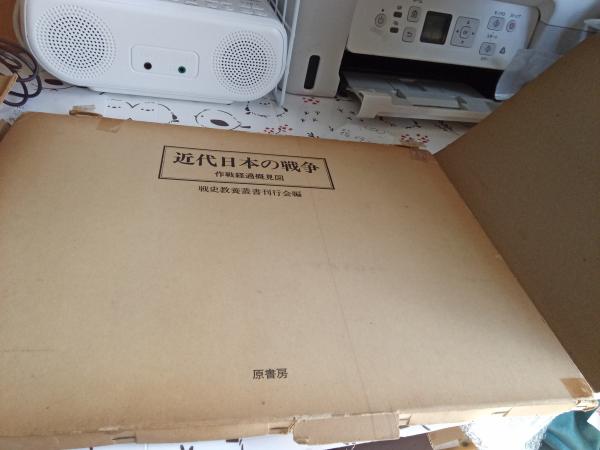 近代日本の戦争
作戦経過概見図
戦史教養叢書刊行会編
原書房